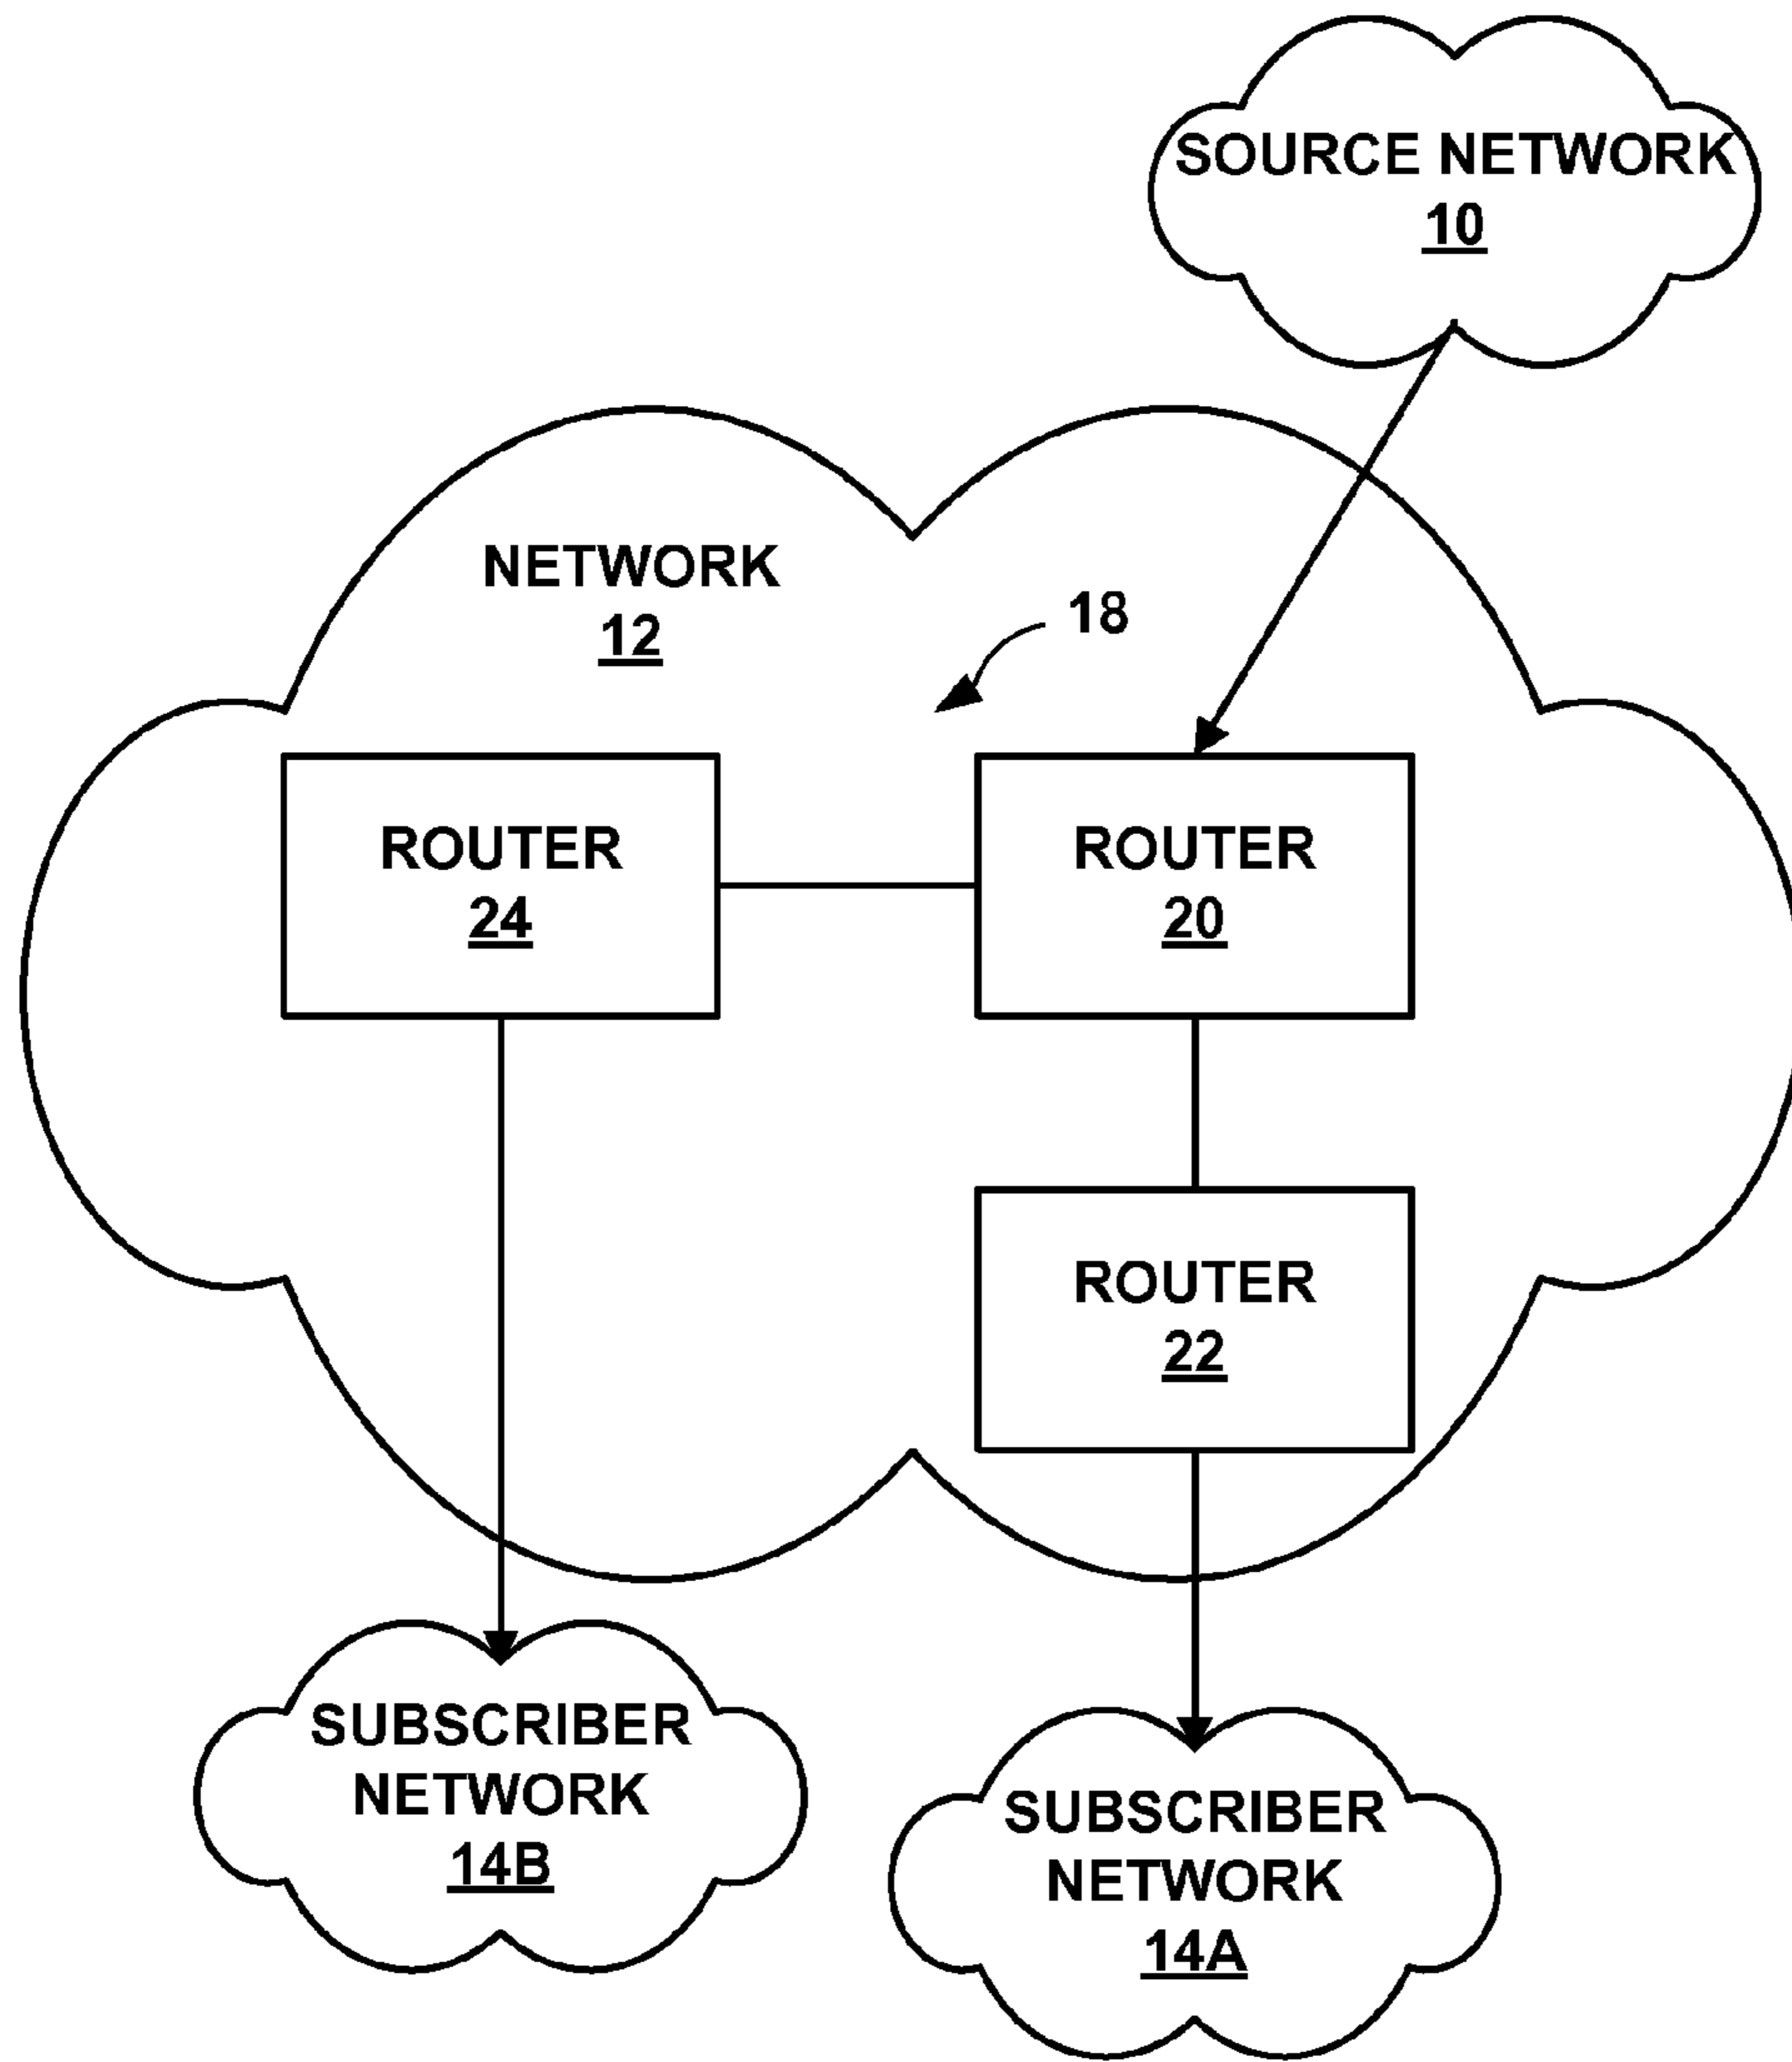 SOURCE NETWORK
10
NETWORK
12
18
ROUTER
24
ROUTER
20
ROUTER
22
SUBSCRIBER
NETWORK
14B
SUBSCRIBER
NETWORK
14A